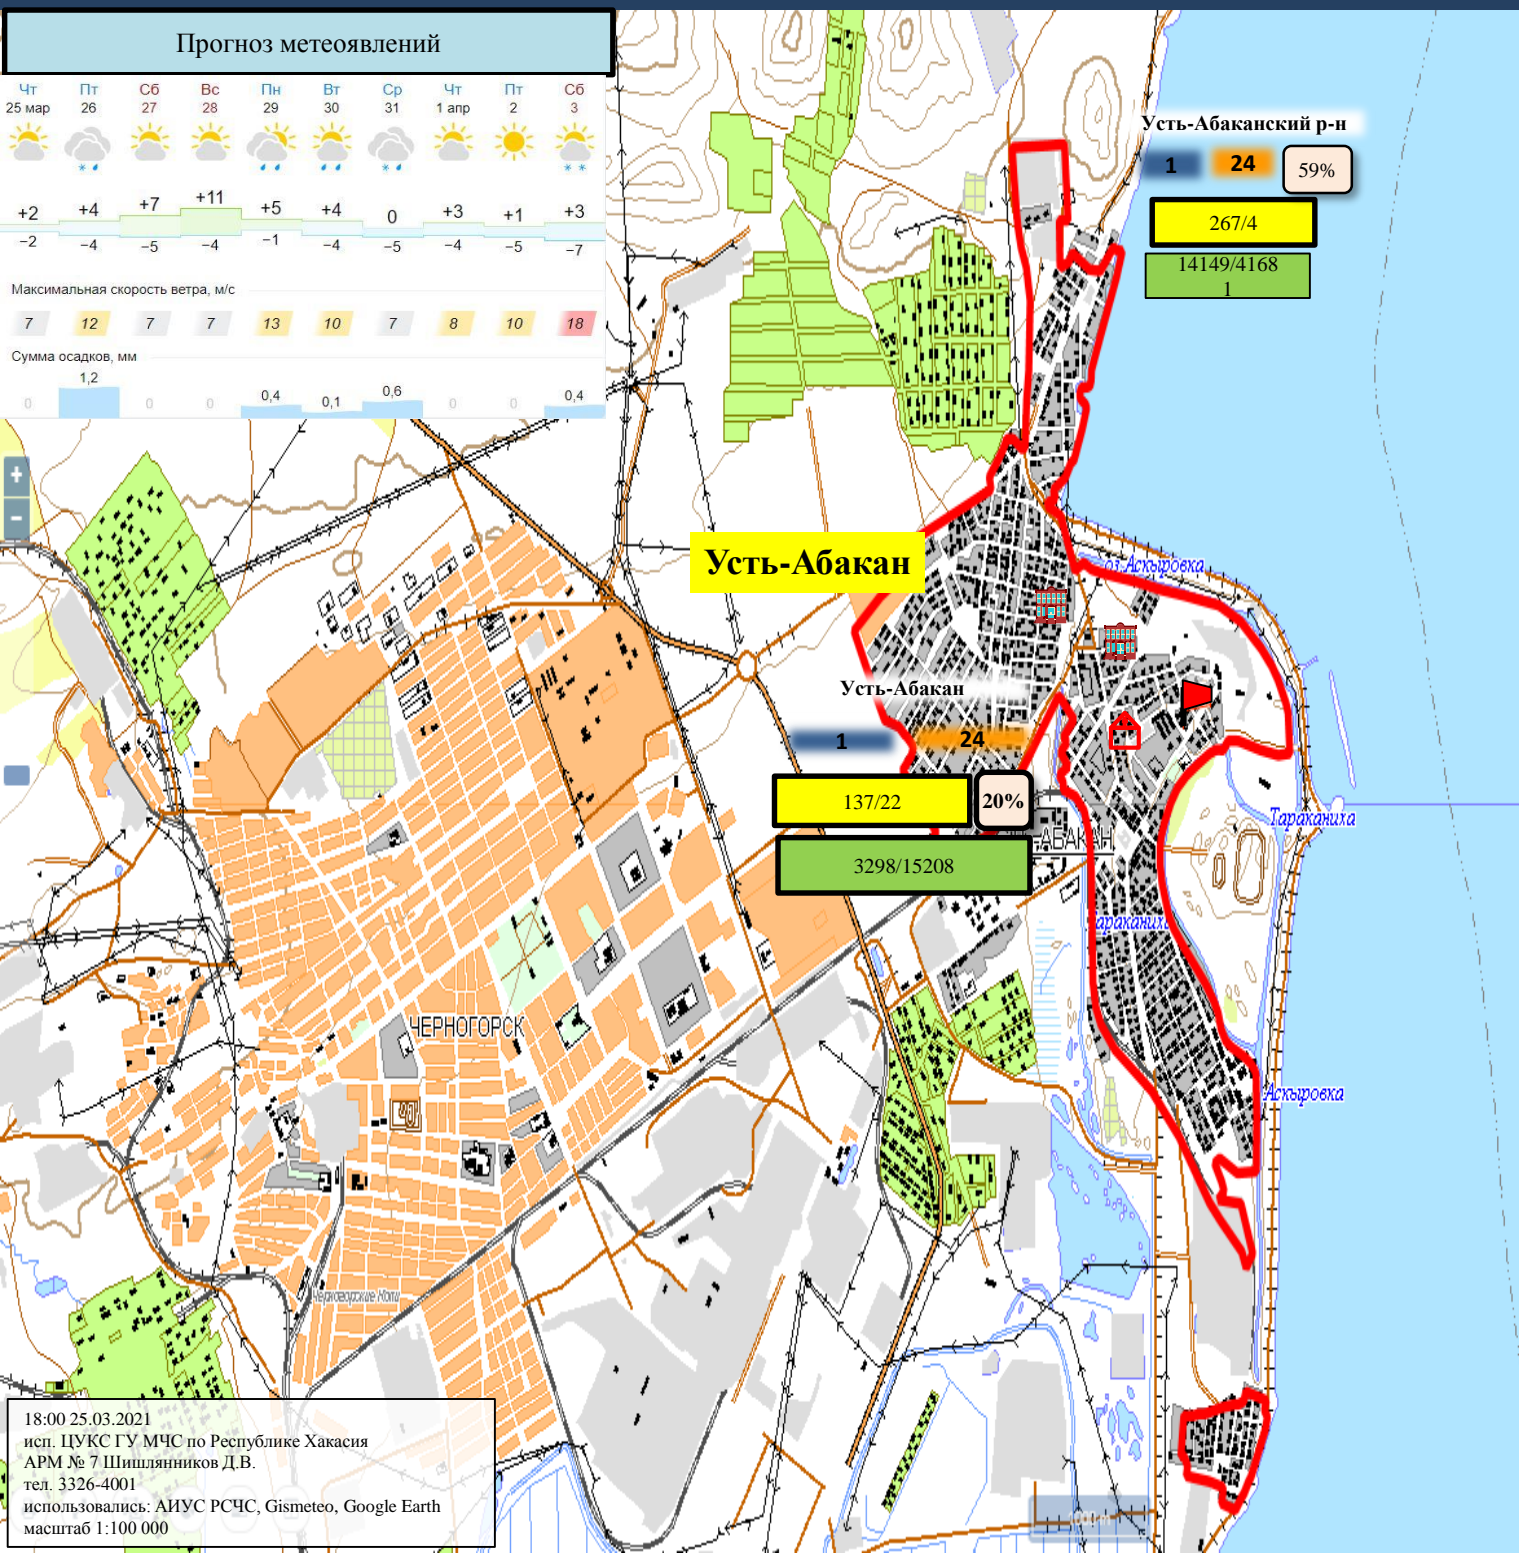 Прогноз метеоявлений
Чт Пт Сб Вс Пн Вт Ср Чт Пт Сб
25 мар 26 27 28 29 30 31 1 апр 2 3
+2 +4 +7 +11 +5 +4 0 +3 +1 +3
−2 −4 −5 −4 −1 −4 −5 −4 −5 −7
Максимальная скорость ветра, м/с
7 12 7 7 13 10 7 8 10 18
Сумма осадков, мм
0 1,2 0 0 0,4 0,1 0,6 0 0 0,4
+
−
Усть-Абаканский р-н
1 24 59%
267/4
14149/4168
1
Усть-Абакан
оз.Аскыровка
Усть-Абакан
1 24
137/22 20%
3298/15208
АБАКАН
Тараканиха
Тараканиха
ЧЕРНОГОРСК
Аскыровка
Черногорские Копи
18:00 25.03.2021
исп. ЦУКС ГУ МЧС по Республике Хакасия
АРМ № 7 Шишлянников Д.В.
тел. 3326-4001
использовались: АИУС РСЧС, Gismeteo, Google Earth
масштаб 1:100 000